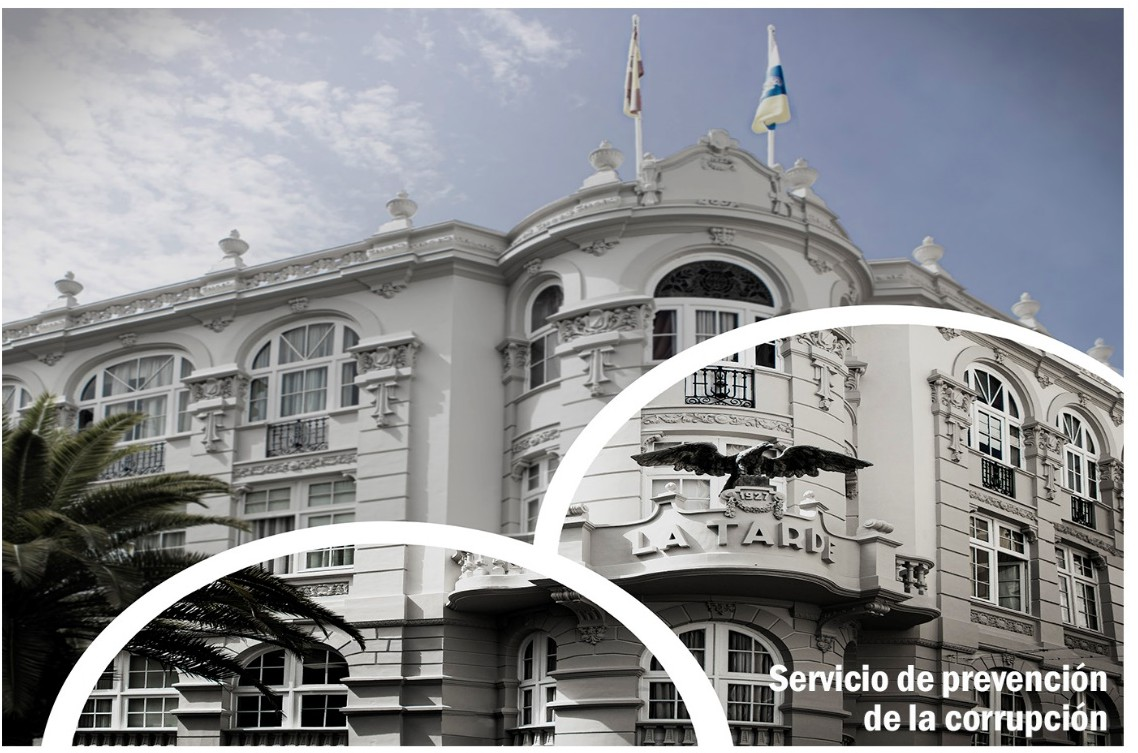 1927
LA TARDE
Servicio de prevención
de la corrupción